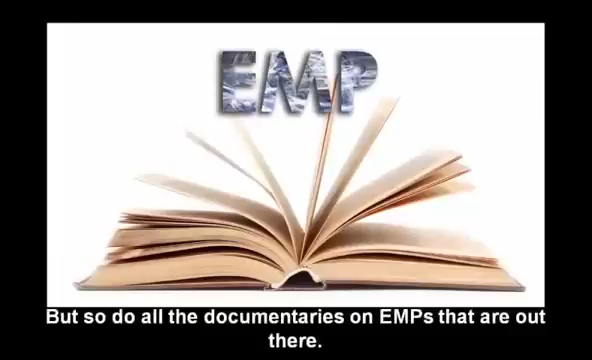 EMP
But so do all the documentaries on EMPs that are out
there.